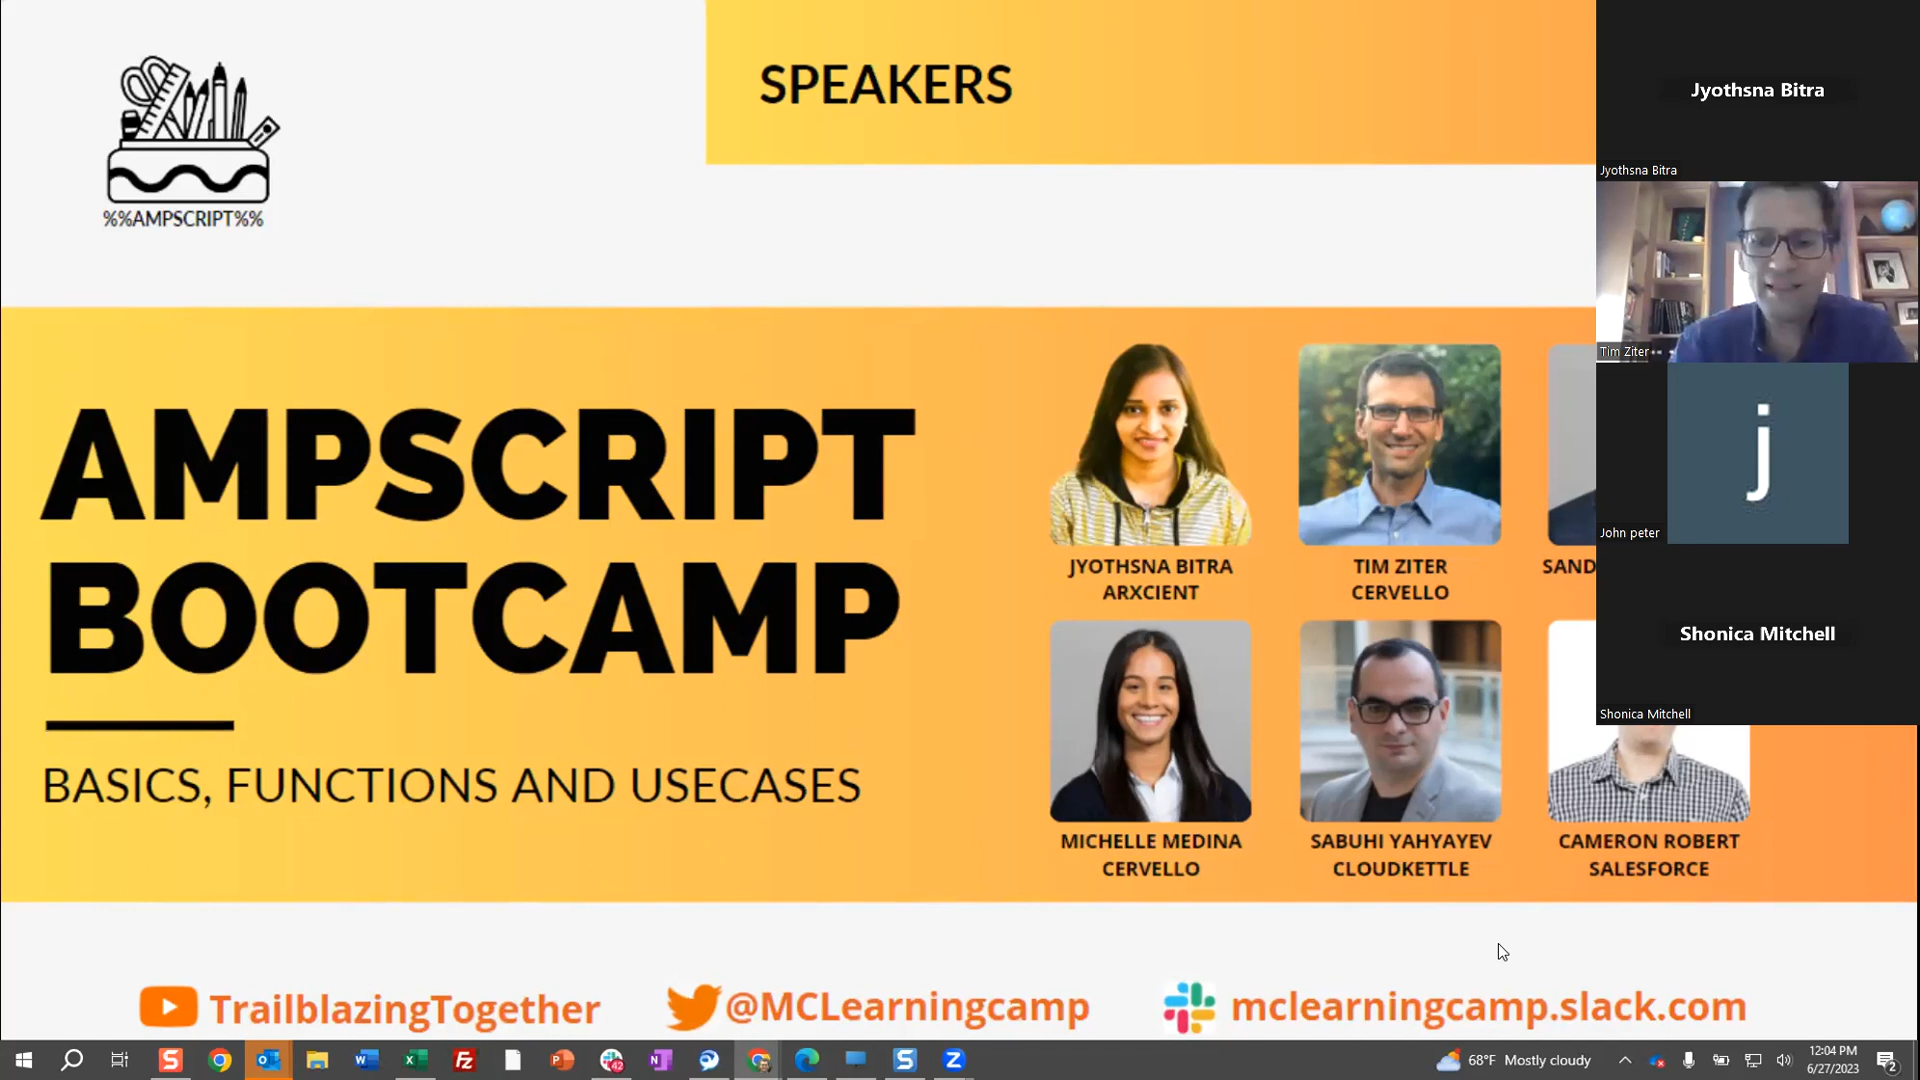 %%AMPSCRIPT%%
SPEAKERS
AMPSCRIPT
BOOTCAMP
BASICS, FUNCTIONS AND USECASES
JYOTHSNA BITRA
ARXCIENT
TIM ZITER
CERVELLO
SAND
MICHELLE MEDINA
CERVELLO
SABUHI YAHYAYEV
CLOUDKETTLE
CAMERON ROBERT
SALESFORCE
TrailblazingTogether
@MCLearningcamp
mclearningcamp.slack.com
Jyothsna Bitra
Jyothsna Bitra
Tim Ziter
j
John peter
Shonica Mitchell
Shonica Mitchell
68°F Mostly cloudy
12:04 PM
6/27/2023